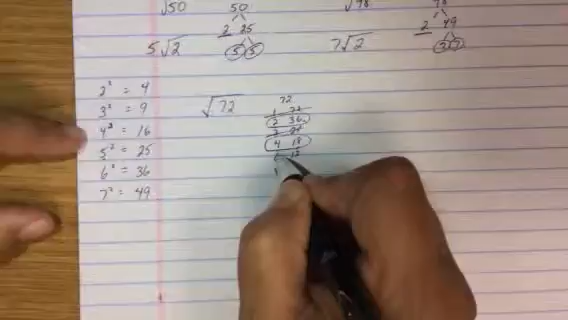 √50 50 √98 98
2 25 2 49
5√2 5 5 7√2 7 7
2² = 4
3² = 9
4² = 16
5² = 25
6² = 36
7² = 49
√72
72
1 72
2 36
3 24
4 18
6 12